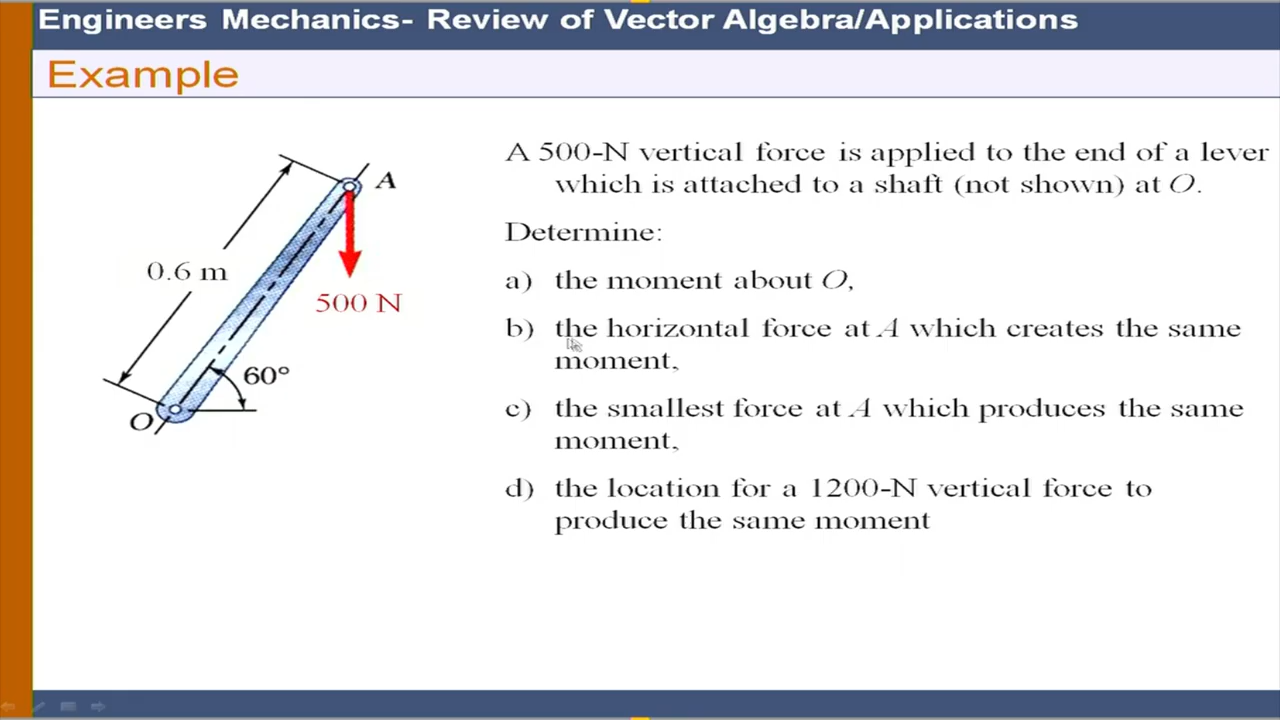 Engineers Mechanics- Review of Vector Algebra/Applications
Example
A
0.6 m
500 N
60°
O
A 500-N vertical force is applied to the end of a lever
which is attached to a shaft (not shown) at O.
Determine:
a) the moment about O,
b) the horizontal force at A which creates the same
moment,
c) the smallest force at A which produces the same
moment,
d) the location for a 1200-N vertical force to
produce the same moment